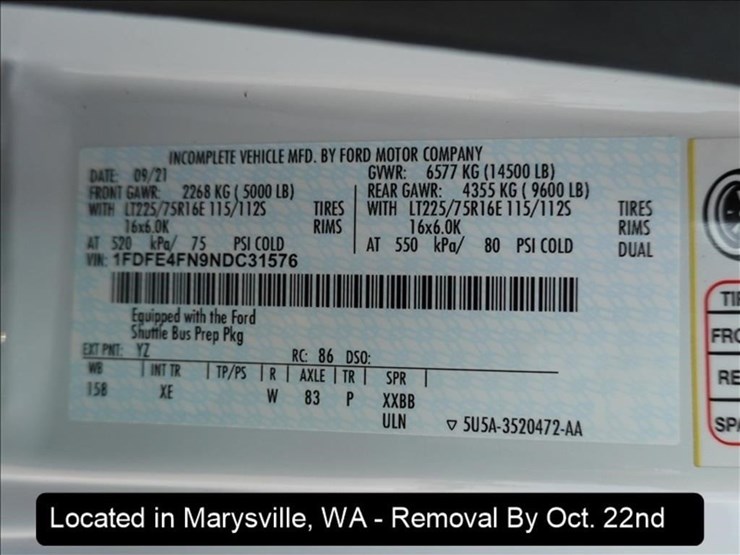 INCOMPLETE VEHICLE MFD. BY FORD MOTOR COMPANY
DATE: 09/21 GVWR: 6577 KG (14500 LB)
FRONT GAWR: 2268 KG ( 5000 LB) REAR GAWR: 4355 KG ( 9600 LB)
WITH LT225/75R16E 115/112S TIRES WITH LT225/75R16E 115/112S TIRES
16x6.0K RIMS 16x6.0K RIMS
AT 520 kPa/ 75 PSI COLD AT 550 kPa/ 80 PSI COLD DUAL
VIN: 1FDFE4FN9NDC31576
Equipped with the Ford
Shuttle Bus Prep Pkg
EXT PNT: YZ RC: 86 DSO:
WB INT TR TP/PS R AXLE TR SPR
158 XE W 83 P XXBB
ULN 5U5A-3520472-AA
Located in Marysville, WA - Removal By Oct. 22nd